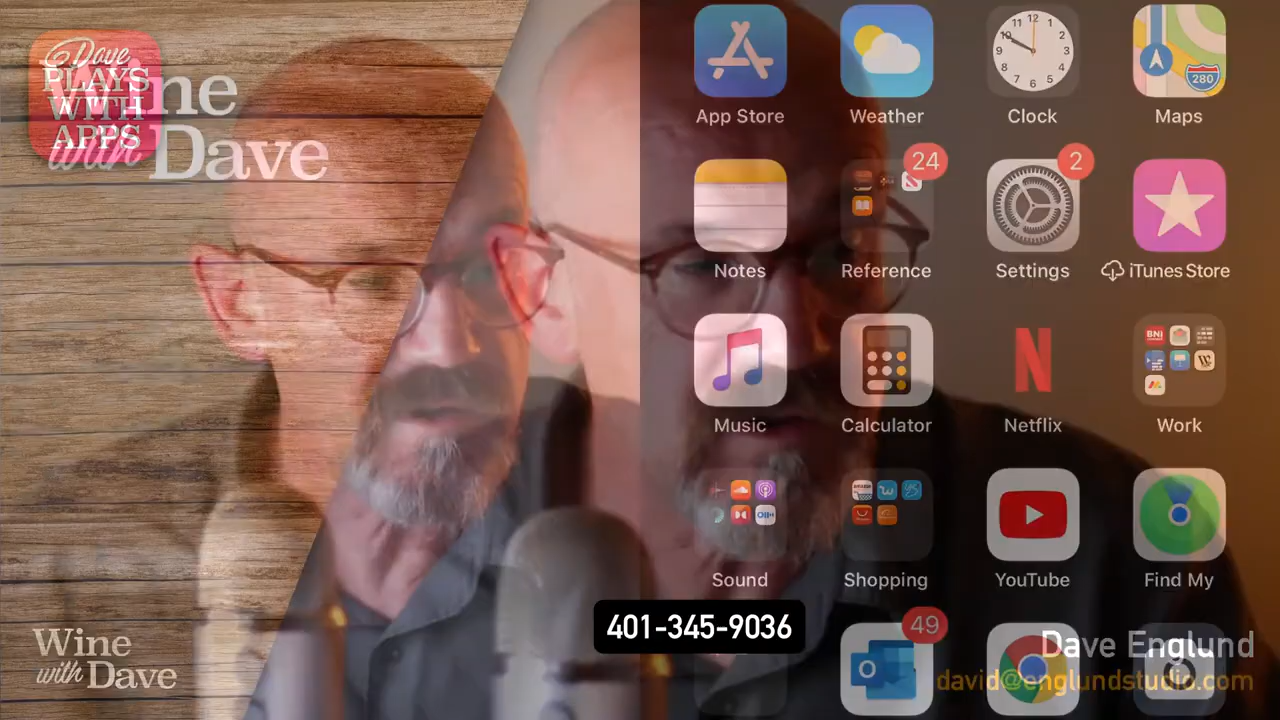 Dave
PLAYS
WITH
APPS
Wine
with Dave
App Store
Weather
Clock
Maps
280
24
2
Notes
Reference
Settings
iTunes Store
BNI
Music
Calculator
Netflix
Work
Sound
Shopping
YouTube
Find My
401-345-9036
49
Wine
with Dave
Dave Englund
david@englundstudio.com